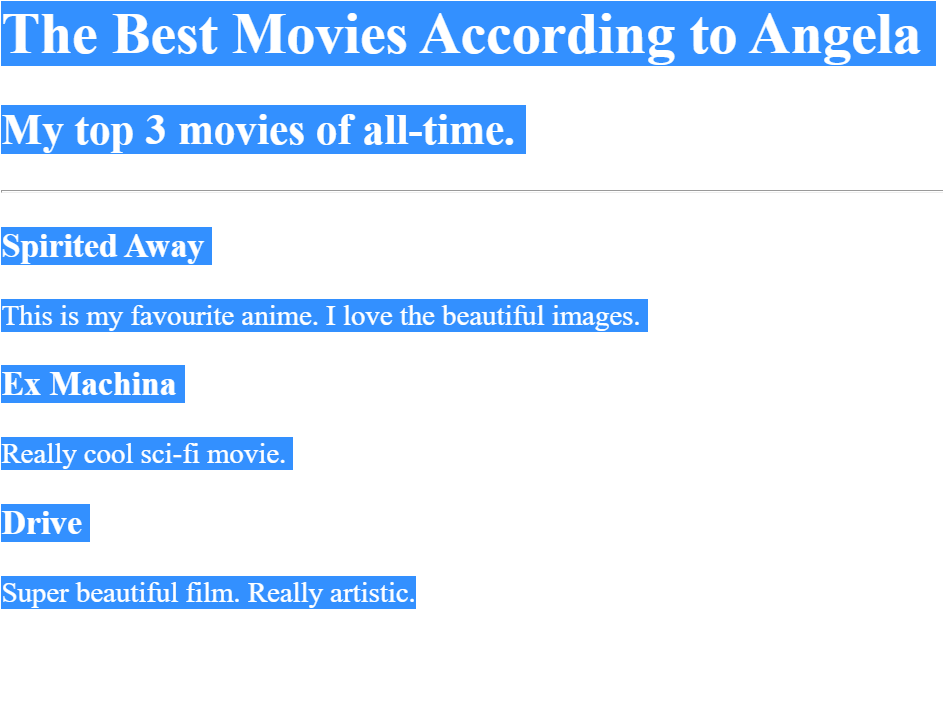 The Best Movies According to Angela
My top 3 movies of all-time.
Spirited Away
This is my favourite anime. I love the beautiful images.
Ex Machina
Really cool sci-fi movie.
Drive
Super beautiful film. Really artistic.